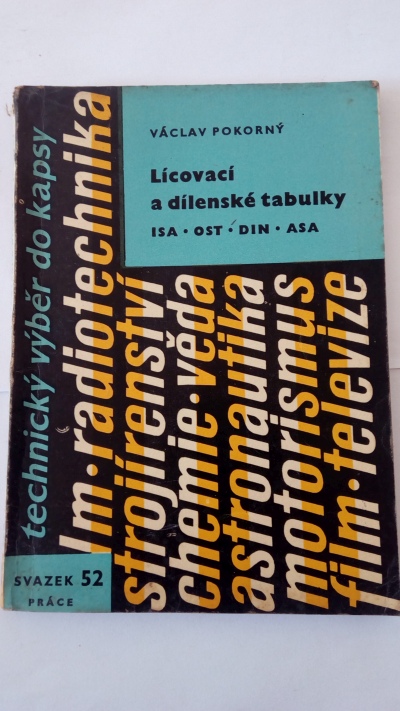 VÁCLAV POKORNÝ
Lícovací
a dílenské tabulky
ISA • OST • DIN • ASA
technický výběr do kapsy
lm • radiotechnika
strojírenství
chemie • věda
astronautika
motorismus
film • televize
SVAZEK 52
PRÁCE